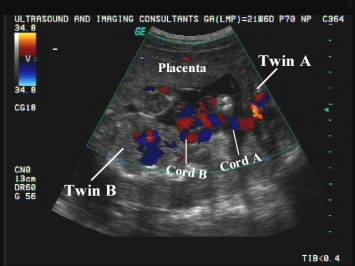 ULTRASOUND AND IMAGING CONSULTANTS GA(LMP)=21W6D P70 NP C364
34.8
V
34.8
CG18
GE
Placenta
Twin A
Cord A
Cord B
Twin B
CN0
13cm
DR60
G 56
TIB<0.4